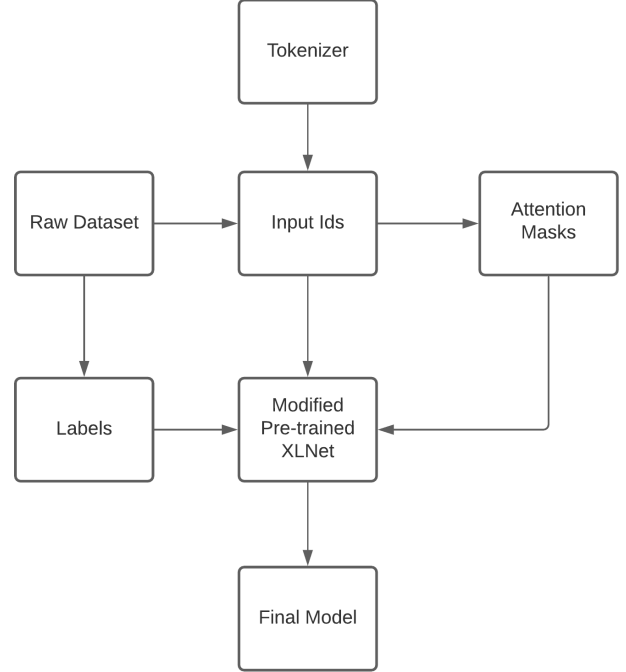 Tokenizer
Raw Dataset
Input Ids
Attention
Masks
Labels
Modified
Pre-trained
XLNet
Final Model